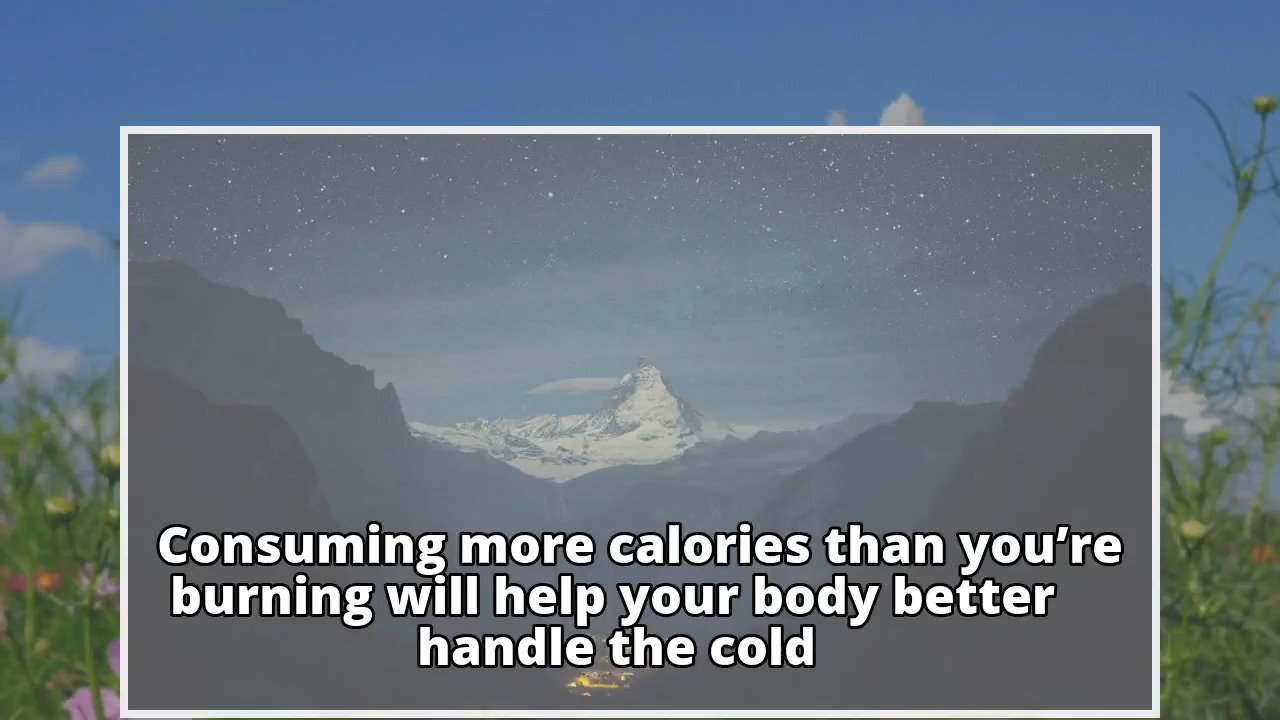 Consuming more calories than you’re
burning will help your body better
handle the cold